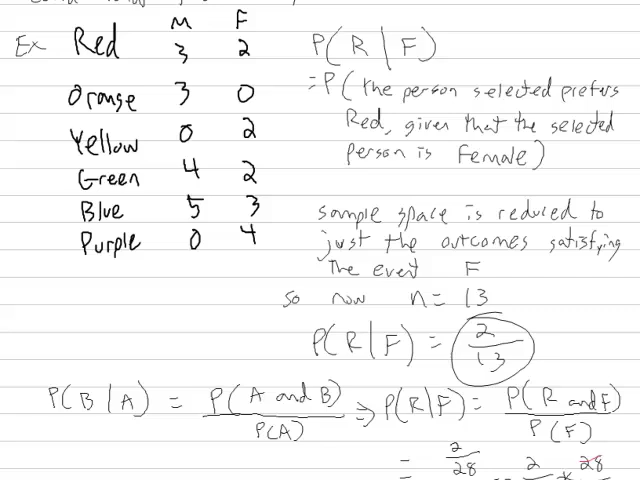 M F
Ex Red 3 2
Orange 3 0
Yellow 0 2
Green 4 2
Blue 5 3
Purple 0 4
P(R | F)
= P( the person selected prefers
Red, given that the selected
person is Female)
sample space is reduced to
just the outcomes satisfying
the event F
so now n = 13
P(R | F) = 2/13
P(B | A) = P(A and B)/P(A) => P(R | F) = P(R and F)/P(F)
= 2/28